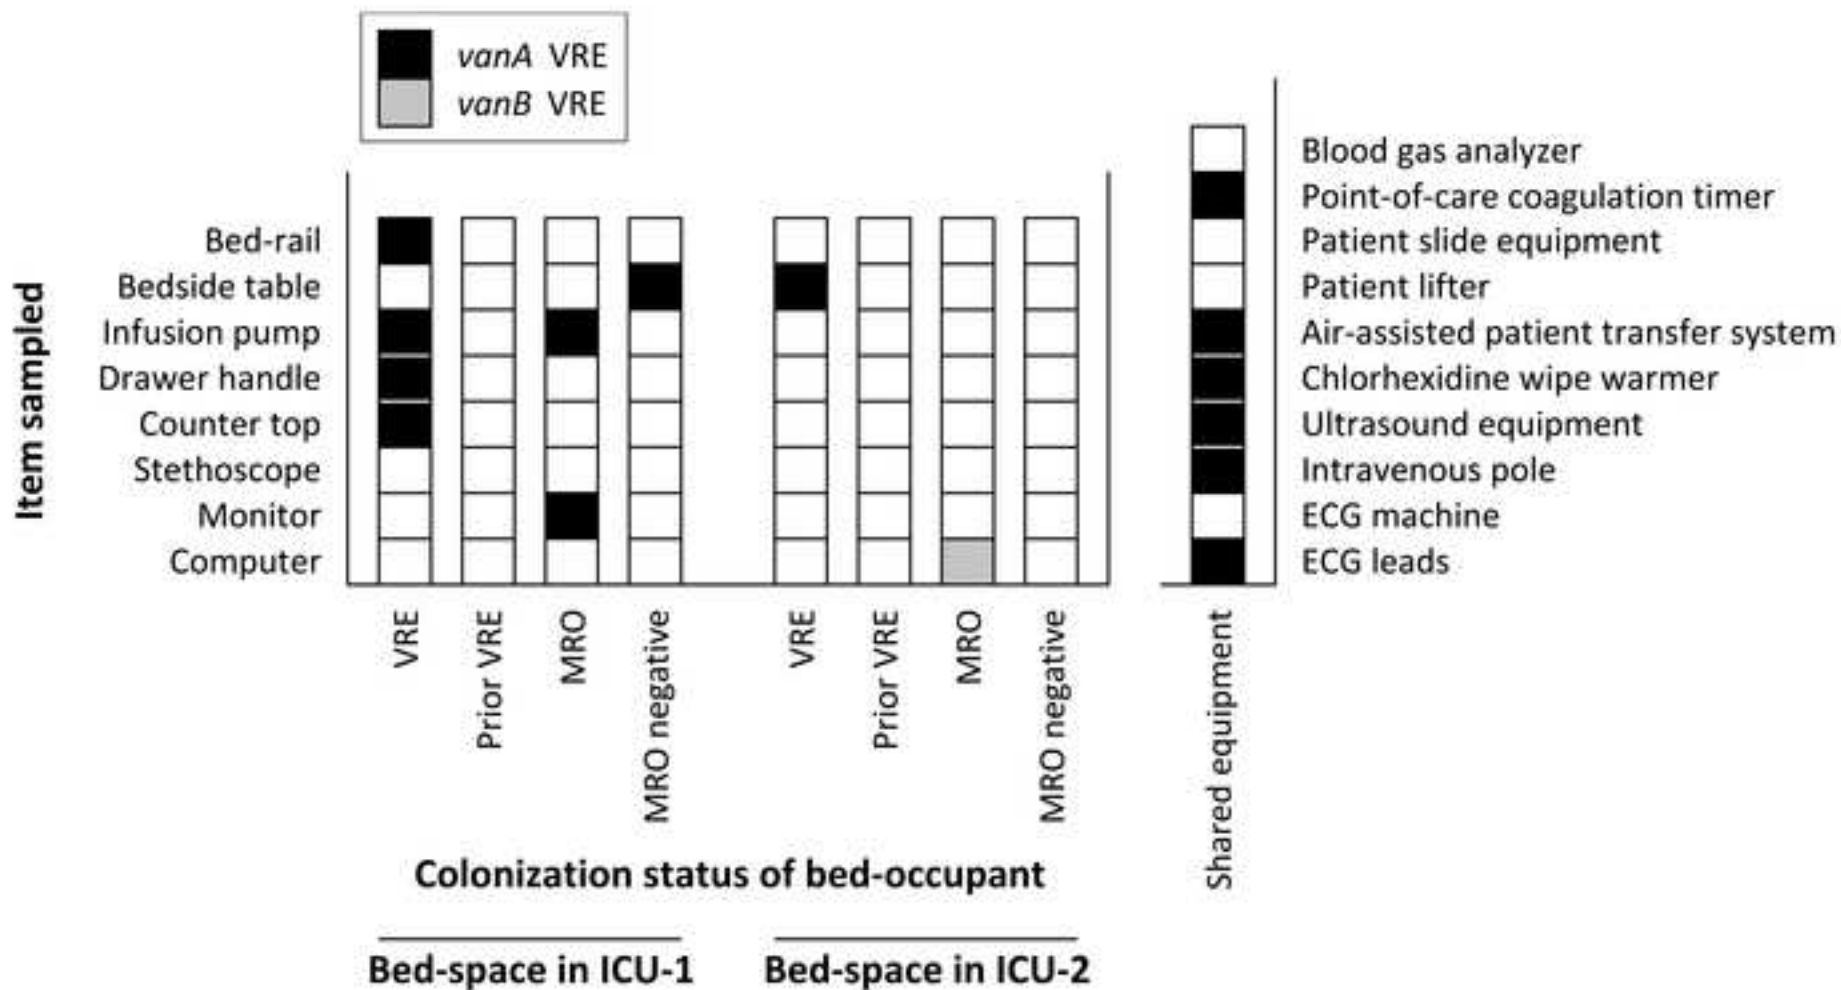 vanA VRE
vanB VRE
Item sampled
Bed-rail
Bedside table
Infusion pump
Drawer handle
Counter top
Stethoscope
Monitor
Computer
Blood gas analyzer
Point-of-care coagulation timer
Patient slide equipment
Patient lifter
Air-assisted patient transfer system
Chlorhexidine wipe warmer
Ultrasound equipment
Intravenous pole
ECG machine
ECG leads
VRE
Prior VRE
MRO
MRO negative
VRE
Prior VRE
MRO
MRO negative
Shared equipment
Colonization status of bed-occupant
Bed-space in ICU-1
Bed-space in ICU-2